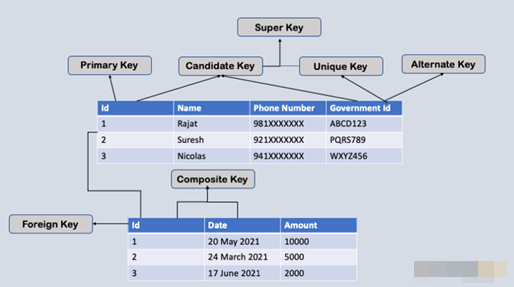 Super Key
Primary Key
Candidate Key
Unique Key
Alternate Key
Id Name Phone Number Government Id
1 Rajat 981XXXXXXX ABCD123
2 Suresh 921XXXXXXX PQRS789
3 Nicolas 941XXXXXXX WXYZ456
Composite Key
Foreign Key
Id Date Amount
1 20 May 2021 10000
2 24 March 2021 5000
3 17 June 2021 2000